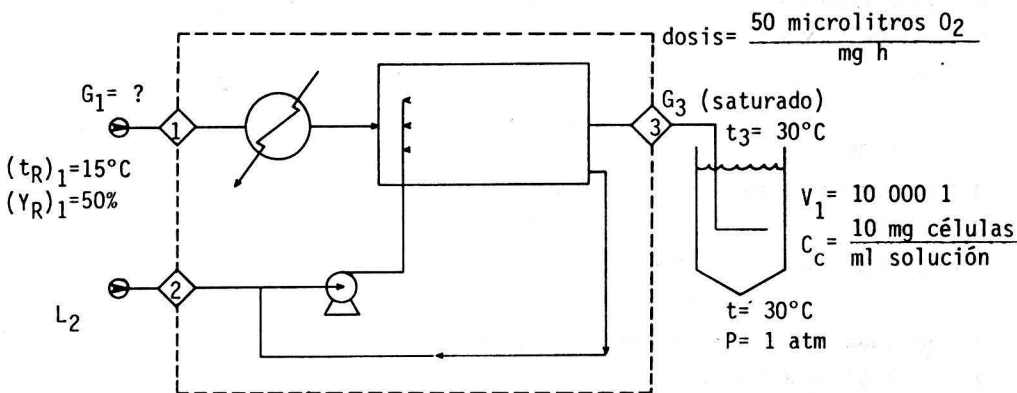 dosis= 50 microlitros O2
mg h
G1= ?
1
(tR)1=15°C
(YR)1=50%
G3 (saturado)
3
t3= 30°C
V1 = 10 000 l
Cc= 10 mg células
ml solución
2
L2
t= 30°C
P= 1 atm